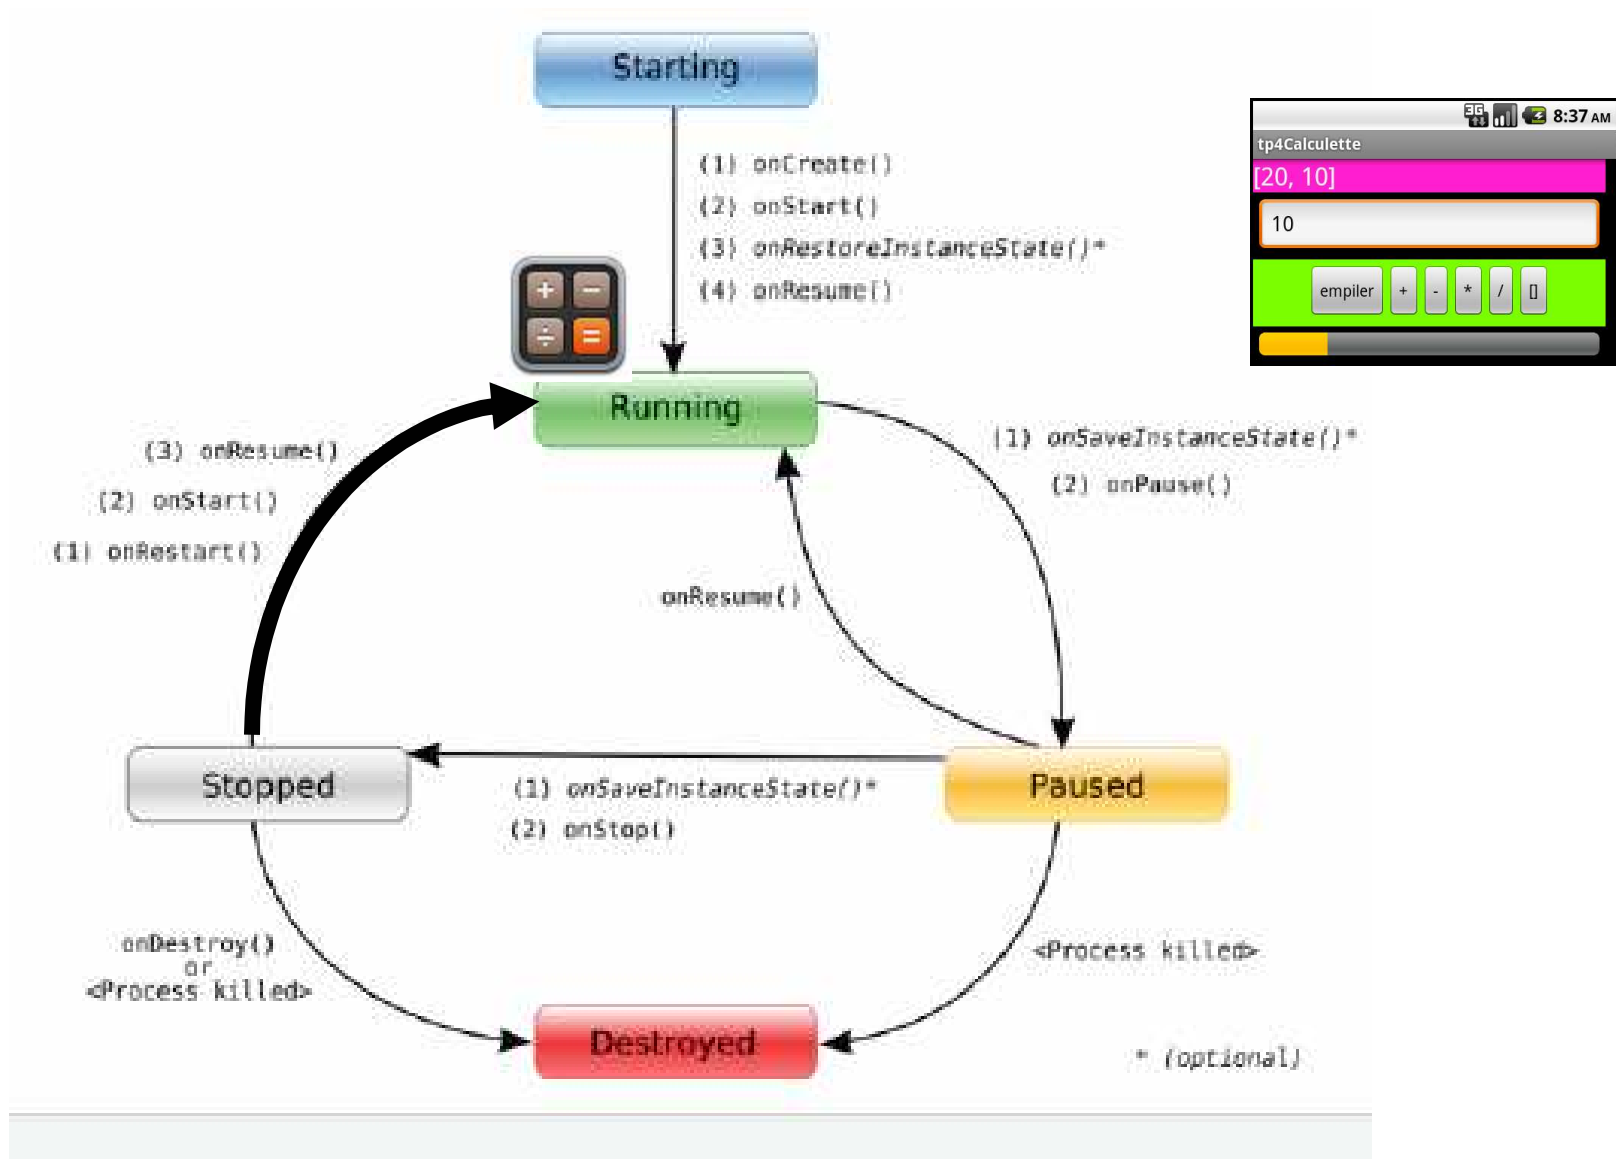 Starting
(1) onCreate()
(2) onStart()
(3) onRestoreInstanceState()*
(4) onResume()
3G 8:37 AM
tp4Calculette
[20, 10]
10
empiler + - * / []
+ −
÷ =
Running
(3) onResume()
(2) onStart()
(1) onRestart()
(1) onSaveInstanceState()*
(2) onPause()
onResume()
Stopped
(1) onSaveInstanceState()*
(2) onStop()
Paused
onDestroy()
or
<Process killed>
<Process killed>
Destroyed
* (optional)